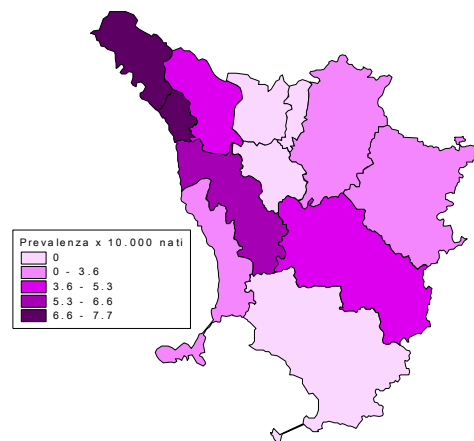 Prevalenza x 10.000 nati
0
0 - 3.6
3.6 - 5.3
5.3 - 6.6
6.6 - 7.7